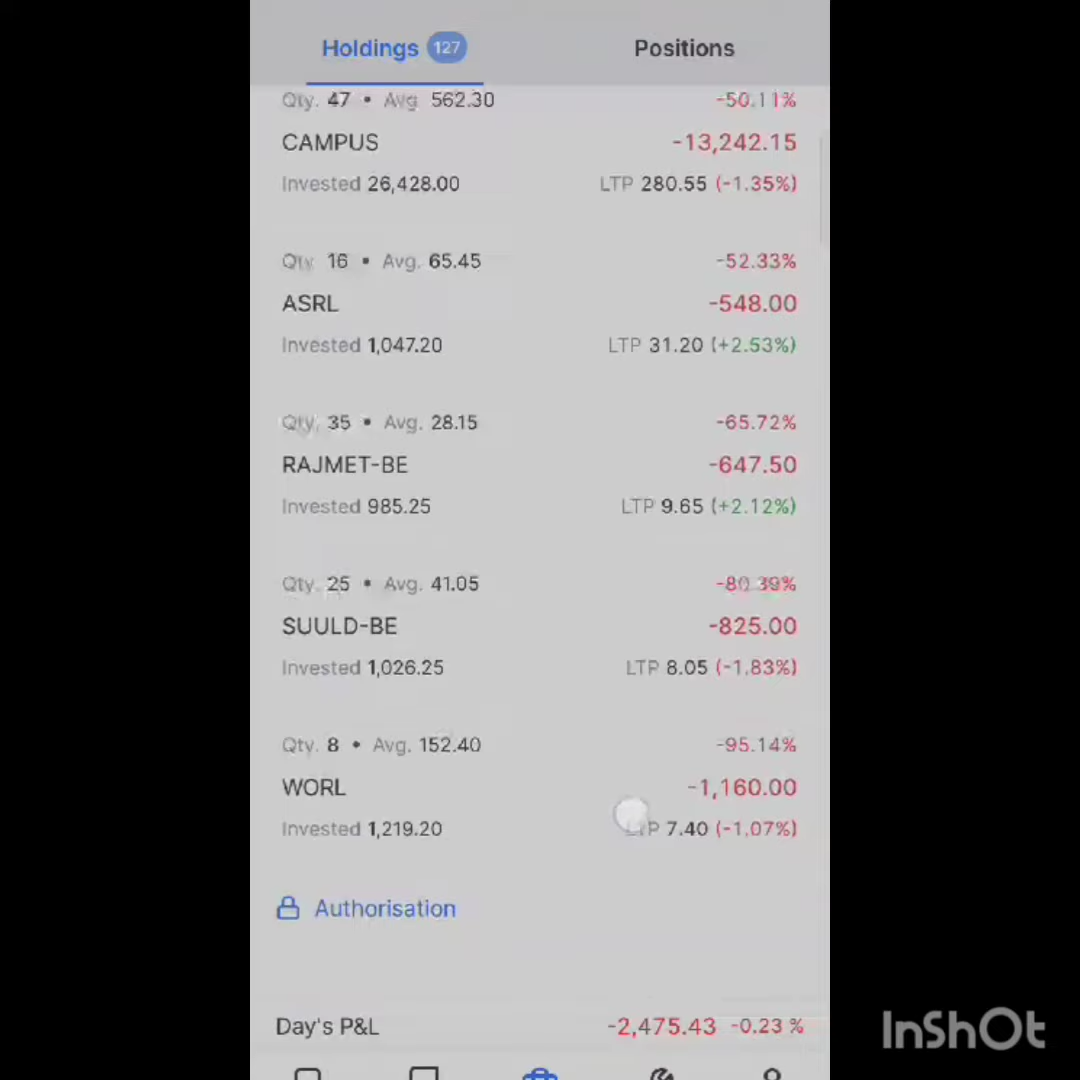 Holdings 127 Positions
Qty. 47 • Avg. 562.30 -50.11%
CAMPUS -13,242.15
Invested 26,428.00 LTP 280.55 (-1.35%)
Qty. 16 • Avg. 65.45 -52.33%
ASRL -548.00
Invested 1,047.20 LTP 31.20 (+2.53%)
Qty. 35 • Avg. 28.15 -65.72%
RAJMET-BE -647.50
Invested 985.25 LTP 9.65 (+2.12%)
Qty. 25 • Avg. 41.05 -80.39%
SUULD-BE -825.00
Invested 1,026.25 LTP 8.05 (-1.83%)
Qty. 8 • Avg. 152.40 -95.14%
WORL -1,160.00
Invested 1,219.20 LTP 7.40 (-1.07%)
Authorisation
Day's P&L -2,475.43 -0.23 %
InShOt